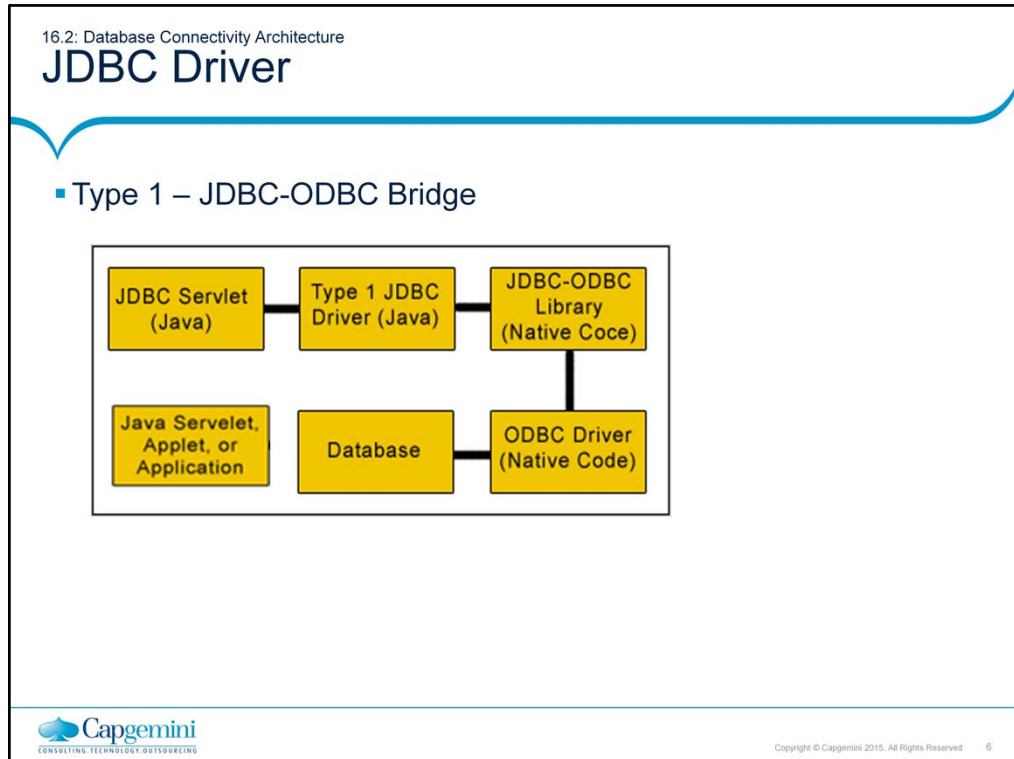 16.2: Database Connectivity Architecture
JDBC Driver
Type 1 – JDBC-ODBC Bridge
JDBC Servlet
(Java)
Type 1 JDBC
Driver (Java)
JDBC-ODBC
Library
(Native Coce)
Java Servelet,
Applet, or
Application
Database
ODBC Driver
(Native Code)
Capgemini
CONSULTING.TECHNOLOGY.OUTSOURCING
Copyright © Capgemini 2015. All Rights Reserved 6